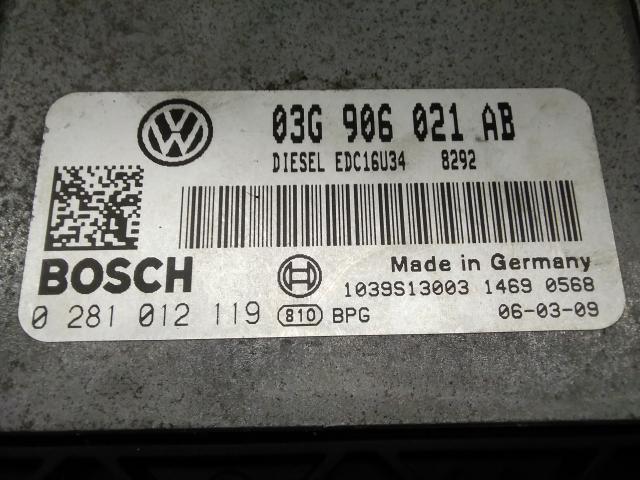 03G 906 021 AB
DIESEL EDC16U34 8292
BOSCH
Made in Germany
1039S13003 1469 0568
0 281 012 119 810 BPG 06-03-09